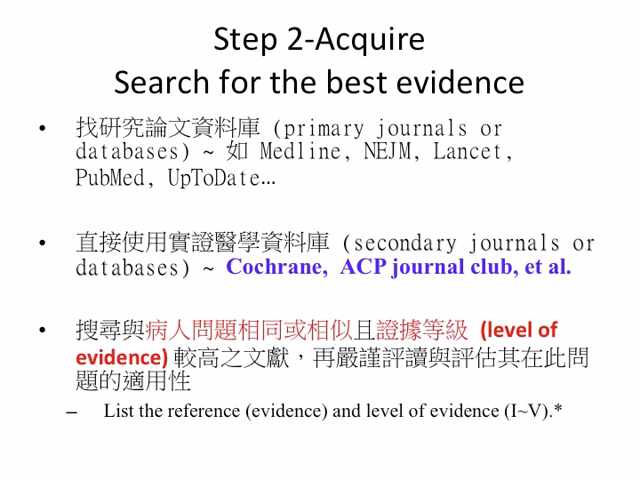 Step 2-Acquire
Search for the best evidence
• 找研究論文資料庫 (primary journals or
databases) ~ 如 Medline, NEJM, Lancet,
PubMed, UpToDate…
• 直接使用實證醫學資料庫 (secondary journals or
databases) ~ Cochrane, ACP journal club, et al.
• 搜尋與病人問題相同或相似且證據等級 (level of
evidence) 較高之文獻，再嚴謹評讀與評估其在此問
題的適用性
– List the reference (evidence) and level of evidence (I~V).*